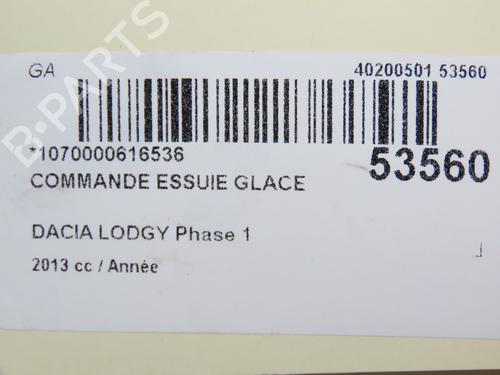 GA
40200501 53560
*1070000616536
53560
COMMANDE ESSUIE GLACE
DACIA LODGY Phase 1
2013 cc / Année
B-PARTS